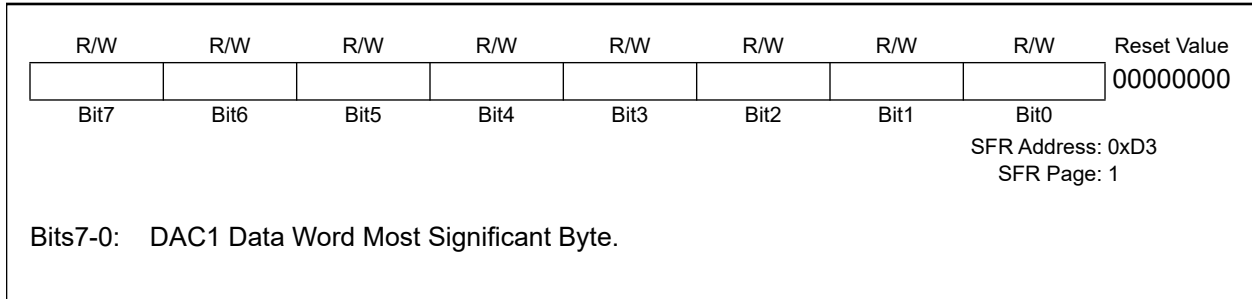 R/W R/W R/W R/W R/W R/W R/W R/W Reset Value
00000000
Bit7 Bit6 Bit5 Bit4 Bit3 Bit2 Bit1 Bit0
SFR Address: 0xD3
SFR Page: 1
Bits7-0: DAC1 Data Word Most Significant Byte.